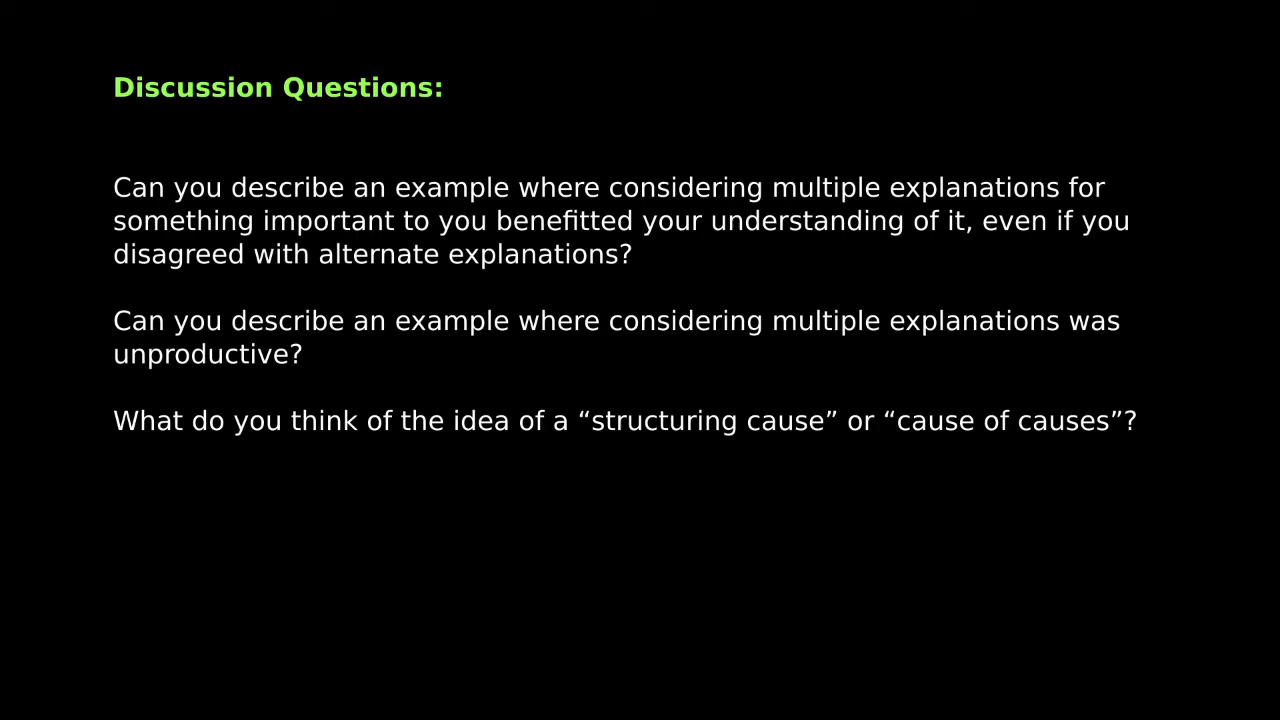 Discussion Questions:
Can you describe an example where considering multiple explanations for
something important to you benefitted your understanding of it, even if you
disagreed with alternate explanations?
Can you describe an example where considering multiple explanations was
unproductive?
What do you think of the idea of a “structuring cause” or “cause of causes”?